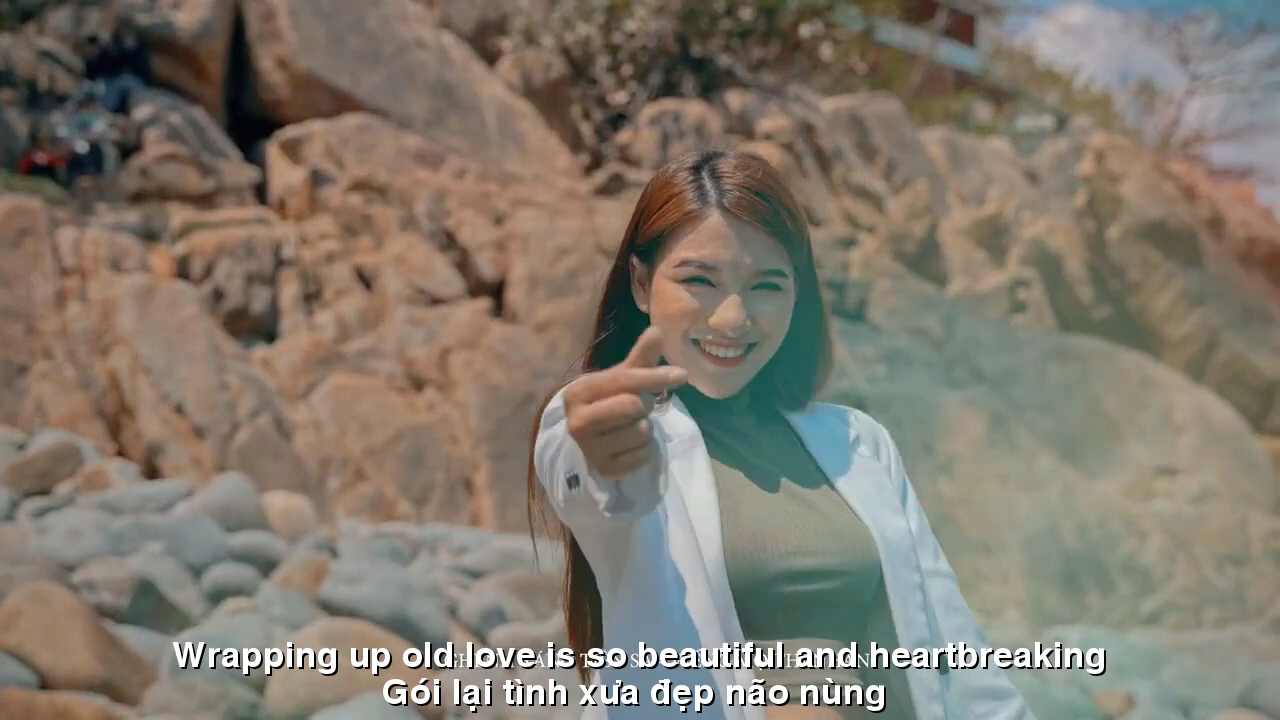 Wrapping up old love is so beautiful and heartbreaking
Gói lại tình xưa đẹp não nùng